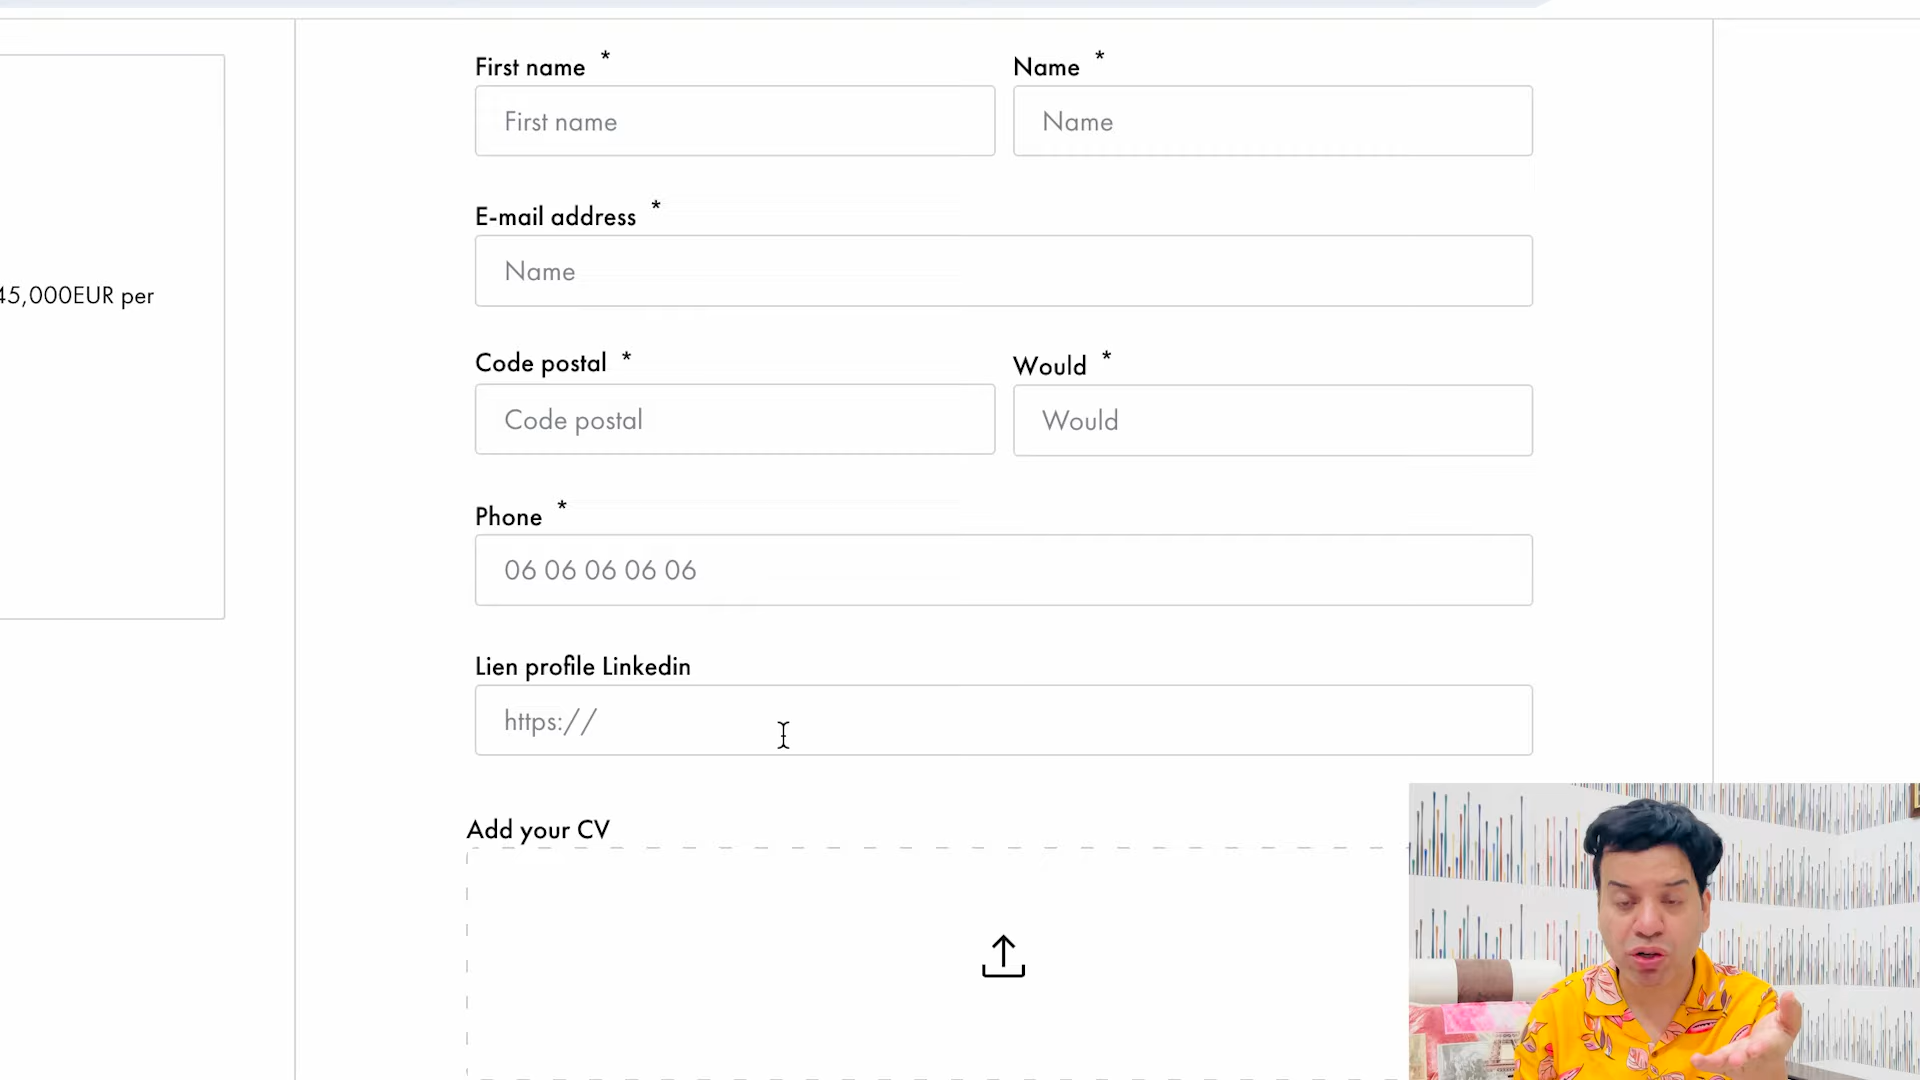 First name *
Name *
First name
Name
E-mail address *
Name
45,000EUR per
Code postal *
Would *
Code postal
Would
Phone *
06 06 06 06 06
Lien profile Linkedin
https://
Add your CV